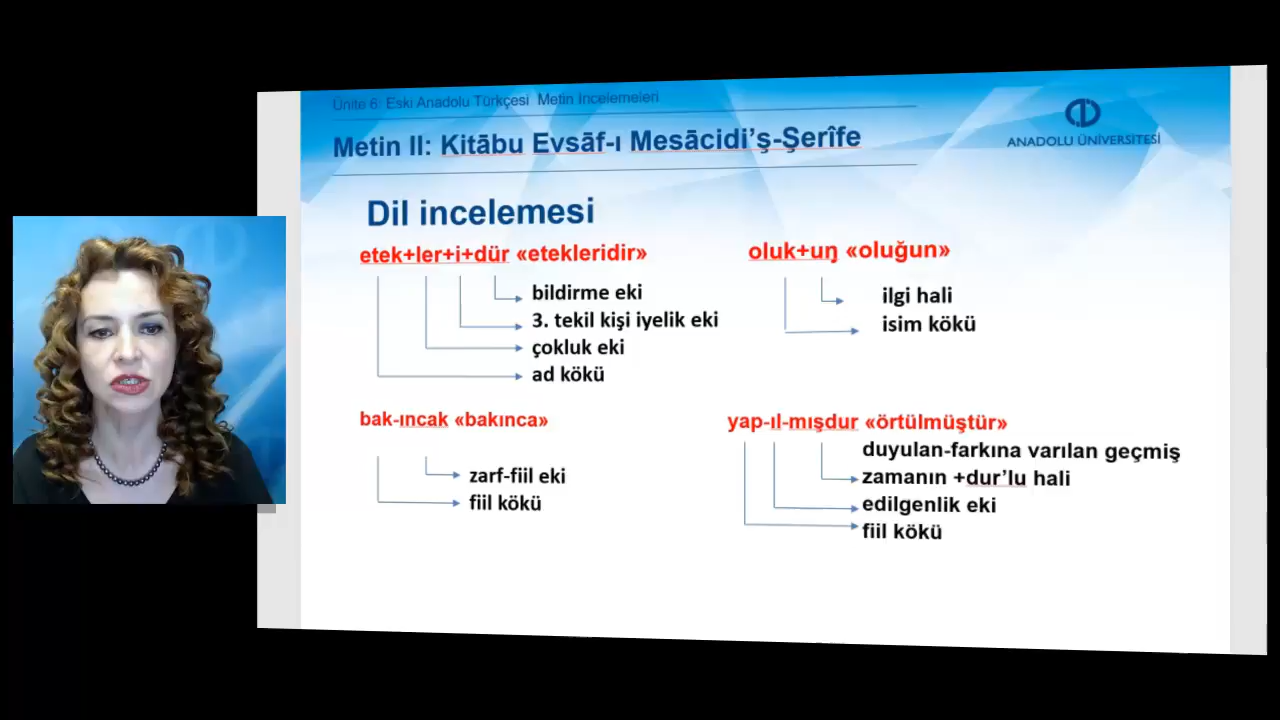 Ünite 6: Eski Anadolu Türkçesi Metin İncelemeleri
Metin II: Kitābu Evsāf-ı Mesācidi’ş-Şerîfe
ANADOLU ÜNİVERSİTESİ
Dil incelemesi
etek+ler+i+dür «etekleridir»
bildirme eki
3. tekil kişi iyelik eki
çokluk eki
ad kökü
oluk+uŋ «oluğun»
ilgi hali
isim kökü
bak-ıncak «bakınca»
zarf-fiil eki
fiil kökü
yap-ıl-mışdur «örtülmüştür»
duyulan-farkına varılan geçmiş
zamanın +dur’lu hali
edilgenlik eki
fiil kökü